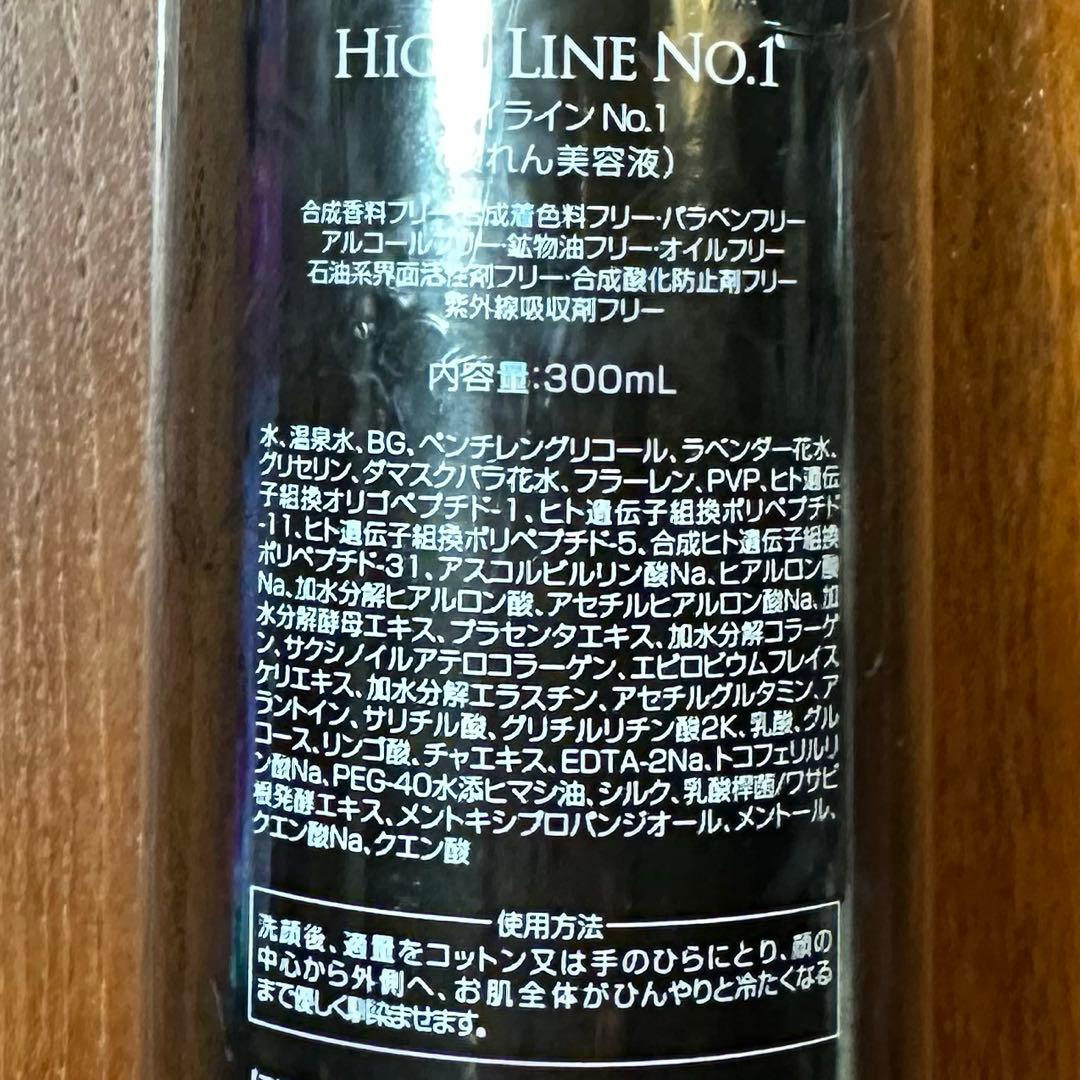 HIGH LINE No.1
イライン No.1
れん美容液）
合成香料フリー・合成着色料フリー・パラベンフリー
アルコールフリー・鉱物油フリー・オイルフリー
石油系界面活性剤フリー・合成酸化防止剤フリー
紫外線吸収剤フリー
内容量:300mL
水、温泉水、BG、ペンチレングリコール、ラベンダー花水、
グリセリン、ダマスクバラ花水、フラーレン、PVP、ヒト遺伝
子組換オリゴペプチド-1、ヒト遺伝子組換ポリペプチド
-11、ヒト遺伝子組換ポリペプチド-5、合成ヒト遺伝子組換
ポリペプチド-31、アスコルビルリン酸Na、ヒアルロン酸
Na、加水分解ヒアルロン酸、アセチルヒアルロン酸Na、加
水分解酵母エキス、プラセンタエキス、加水分解コラーゲ
ン、サクシノイルアテロコラーゲン、エピロビウムフレイス
ケリエキス、加水分解エラスチン、アセチルグルタミン、ア
ラントイン、サリチル酸、グリチルリチン酸2K、乳酸、グル
コース、リンゴ酸、チャエキス、EDTA-2Na、トコフェリルリ
ン酸Na、PEG-40水添ヒマシ油、シルク、乳酸桿菌/ワサビ
根発酵エキス、メントキシプロパンジオール、メントール、
クエン酸Na、クエン酸
使用方法
洗顔後、適量をコットン又は手のひらにとり、顔の
中心から外側へ、お肌全体がひんやりと冷たくなる
まで優しく馴染ませます。